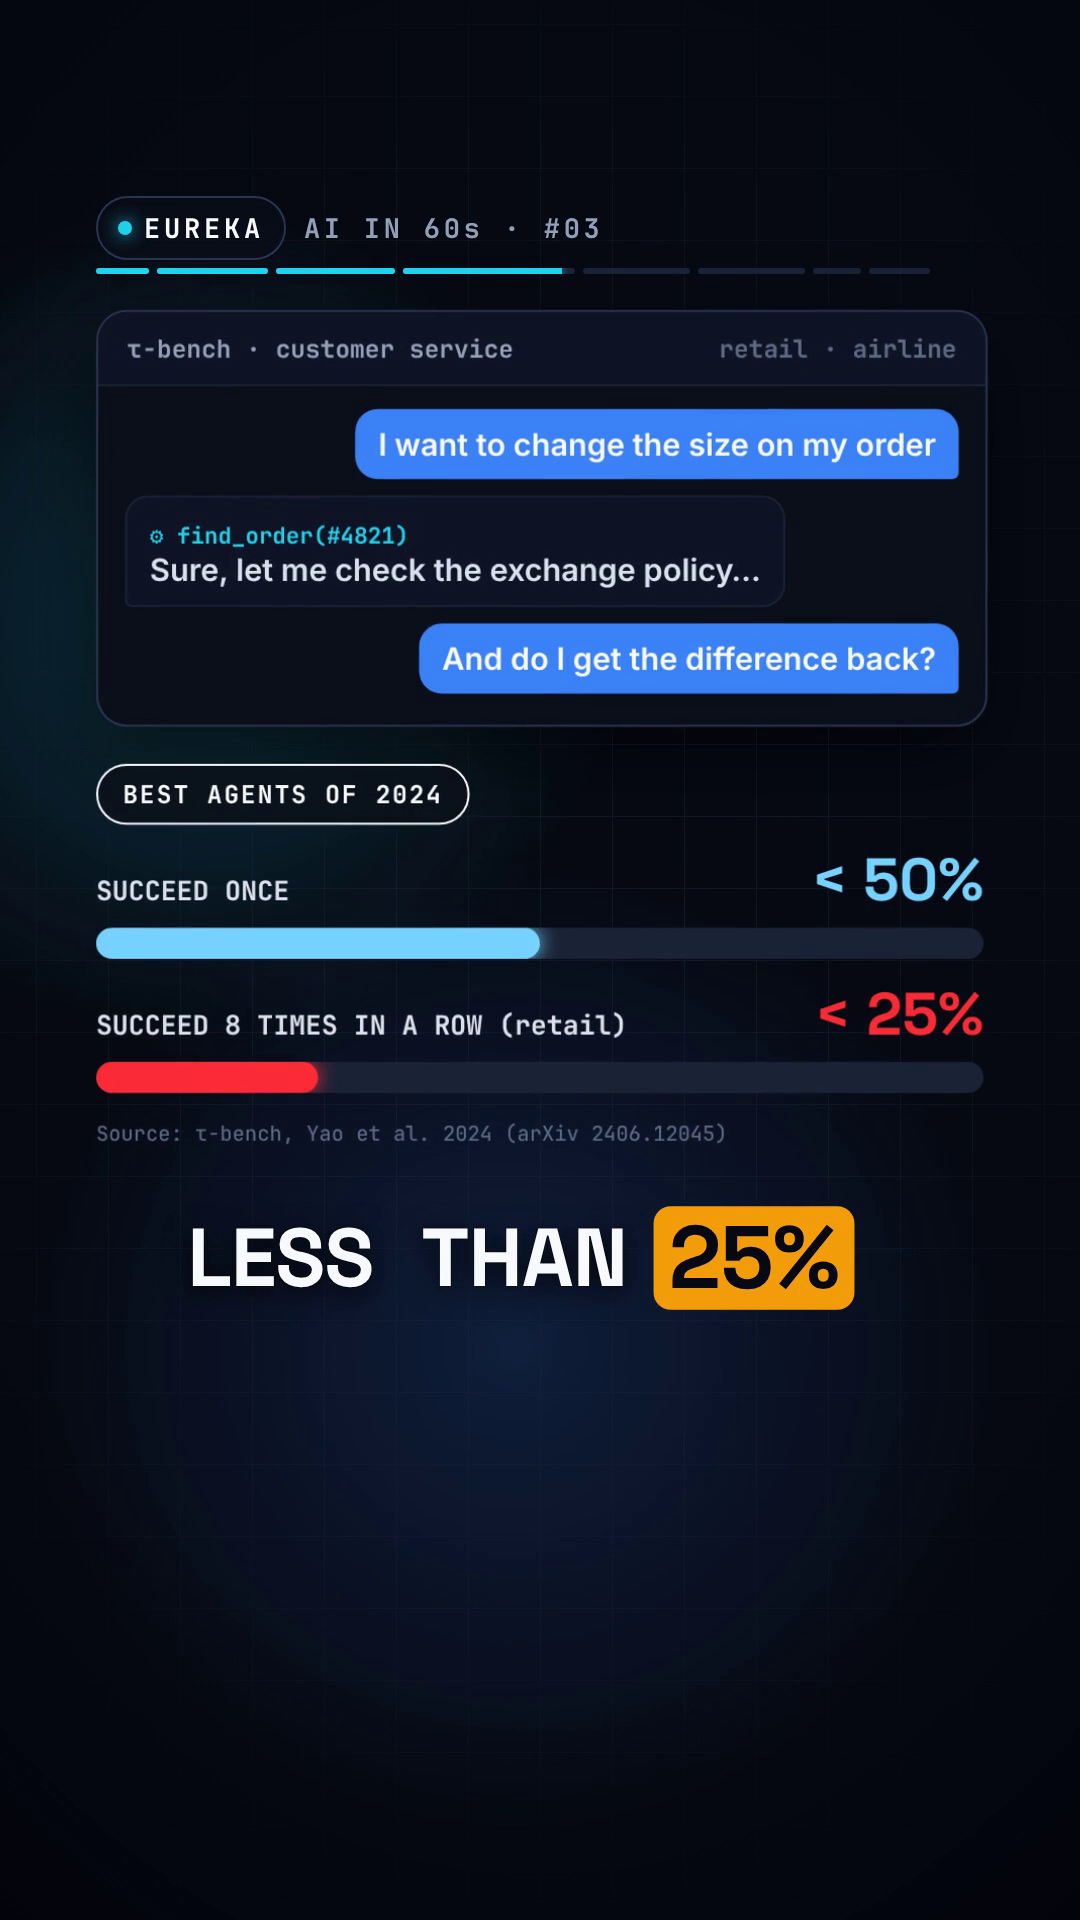 EUREKA AI IN 60s · #03
τ-bench · customer service retail · airline
I want to change the size on my order
⚙ find_order(#4821)
Sure, let me check the exchange policy...
And do I get the difference back?
BEST AGENTS OF 2024
SUCCEED ONCE < 50%
SUCCEED 8 TIMES IN A ROW (retail) < 25%
Source: τ-bench, Yao et al. 2024 (arXiv 2406.12045)
LESS THAN 25%